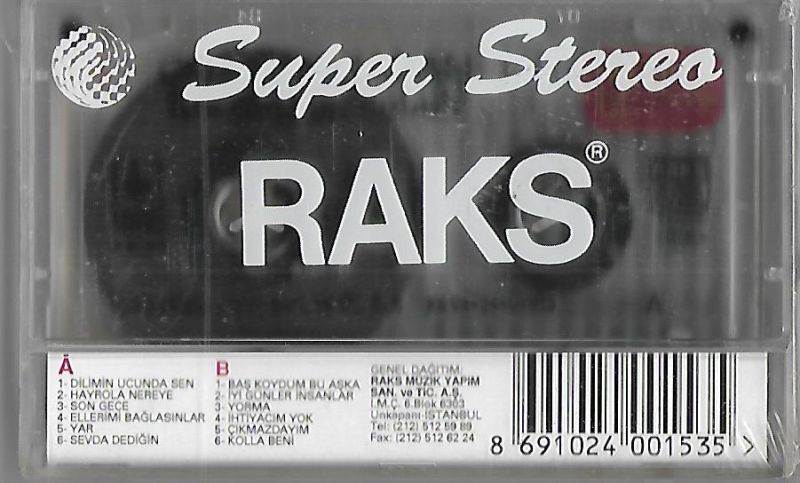 Super Stereo
RAKS®
A
1- DİLİMİN UCUNDA SEN
2- HAYROLA NEREYE
3- SON GECE
4- ELLERİMİ BAĞLASINLAR
5- YAR
6- SEVDA DEDİĞİN
B
1- BAŞ KOYDUM BU AŞKA
2- İYİ GÜNLER İNSANLAR
3- YORMA
4- İHTİYACIM YOK
5- ÇIKMAZDAYIM
6- KOLLA BENİ
GENEL DAĞITIM:
RAKS MÜZİK YAPIM
SAN. ve TİC. A.Ş.
İ.M.Ç. 6.Blok 6303
Unkapanı-İSTANBUL
Tel: (212) 512 59 89
Fax: (212) 512 62 24
8 691024 001535 >